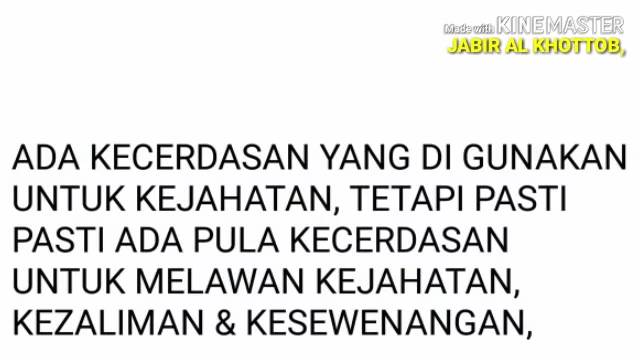 Made with KINEMASTER
JABIR AL KHOTTOB,
ADA KECERDASAN YANG DI GUNAKAN
UNTUK KEJAHATAN, TETAPI PASTI
PASTI ADA PULA KECERDASAN
UNTUK MELAWAN KEJAHATAN,
KEZALIMAN & KESEWENANGAN,